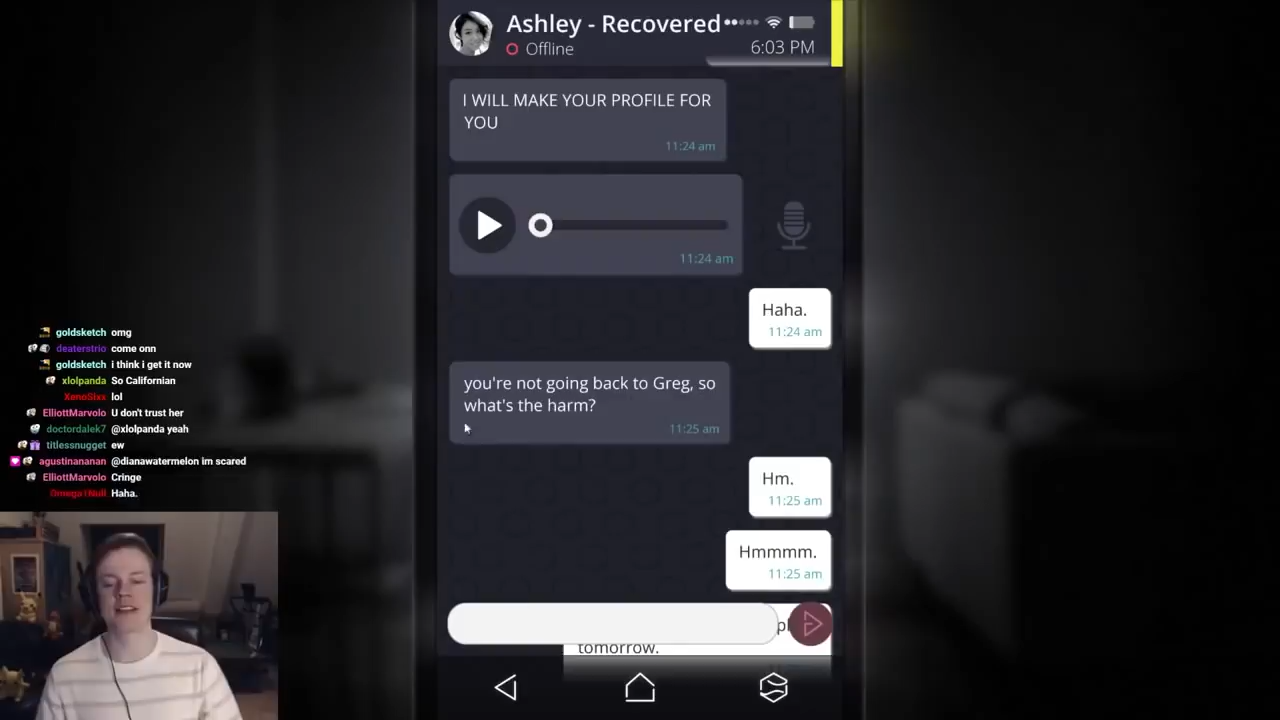 Ashley - Recovered
Offline
6:03 PM
I WILL MAKE YOUR PROFILE FOR
YOU
11:24 am
11:24 am
Haha.
11:24 am
you're not going back to Greg, so
what's the harm?
11:25 am
Hm.
11:25 am
Hmmmm.
11:25 am
tomorrow.
goldsketch omg
deaterstrio come onn
goldsketch i think i get it now
xlolpanda So Californian
XenoSixx lol
ElliottMarvolo U don't trust her
doctordalek7 @xlolpanda yeah
titlessnugget ew
agustinananan @dianawatermelon im scared
ElliottMarvolo Cringe
Haha.